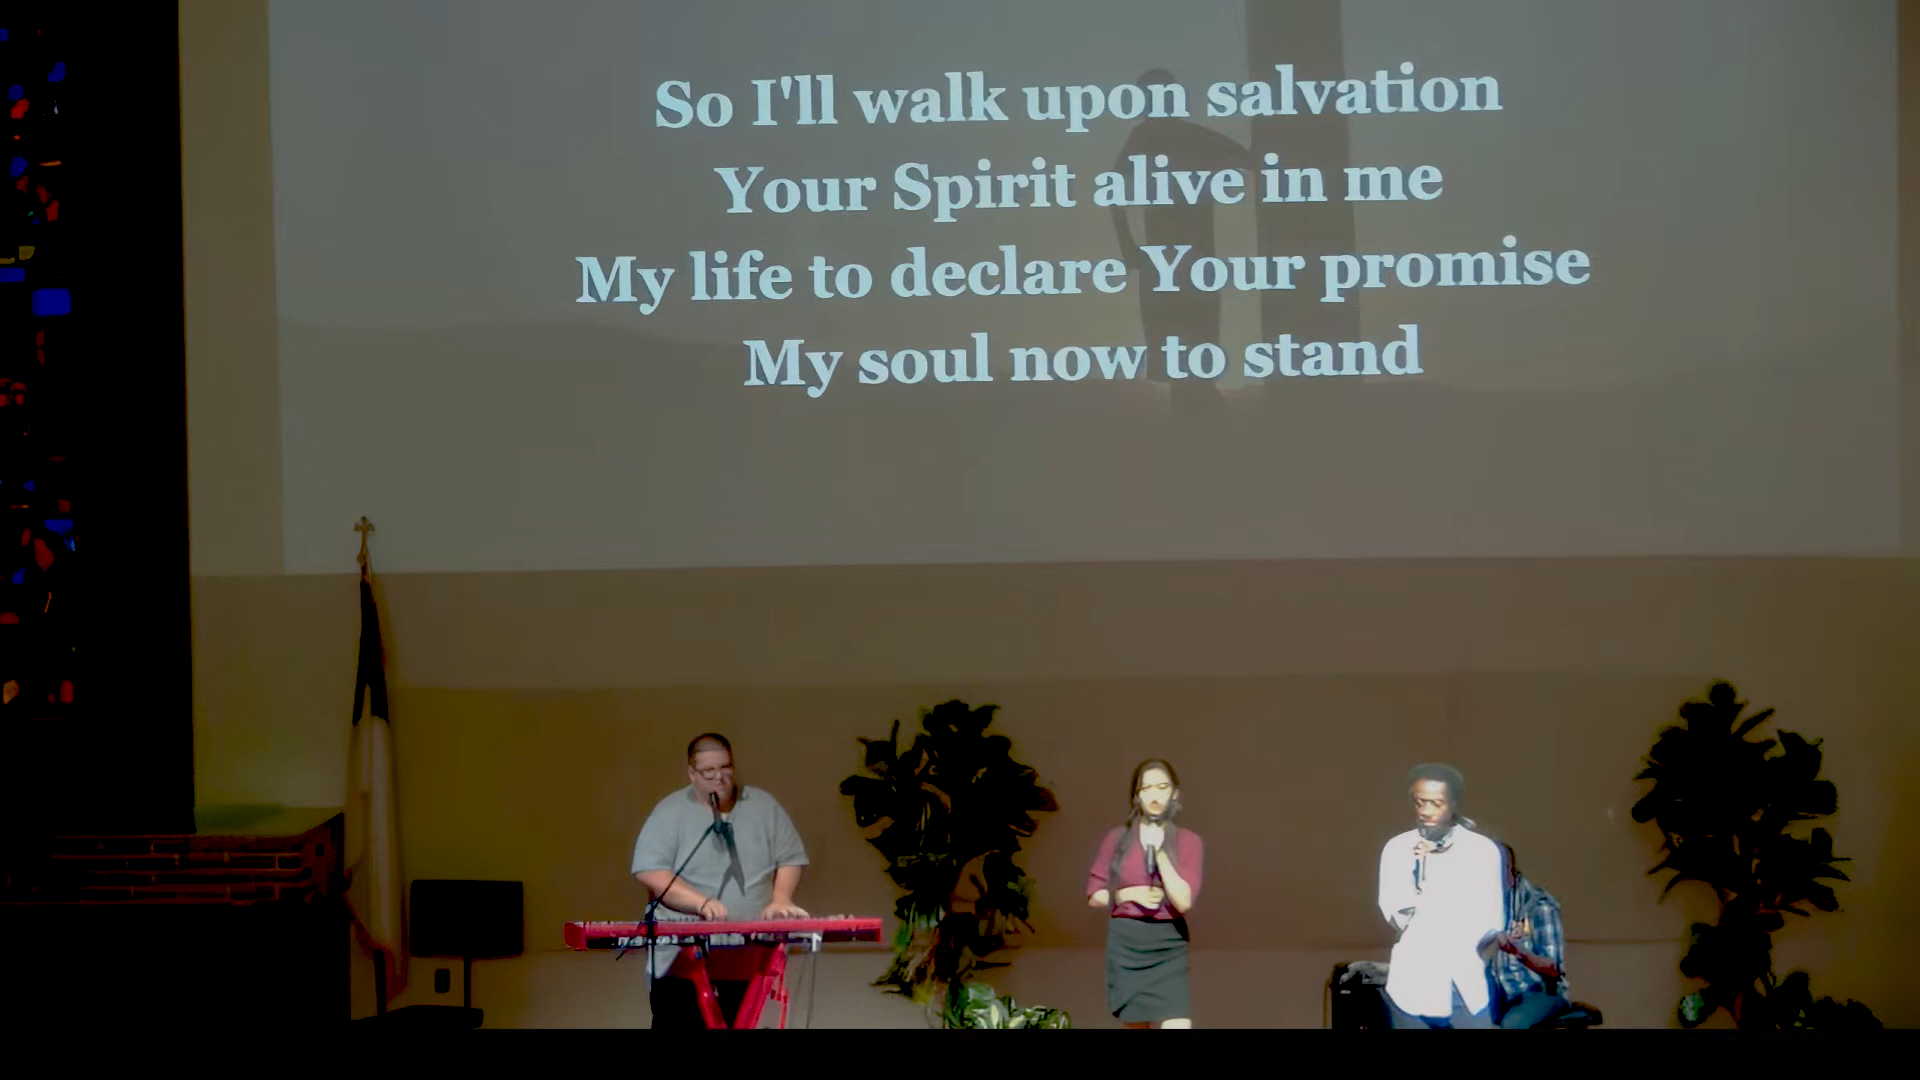 So I'll walk upon salvation
Your Spirit alive in me
My life to declare Your promise
My soul now to stand